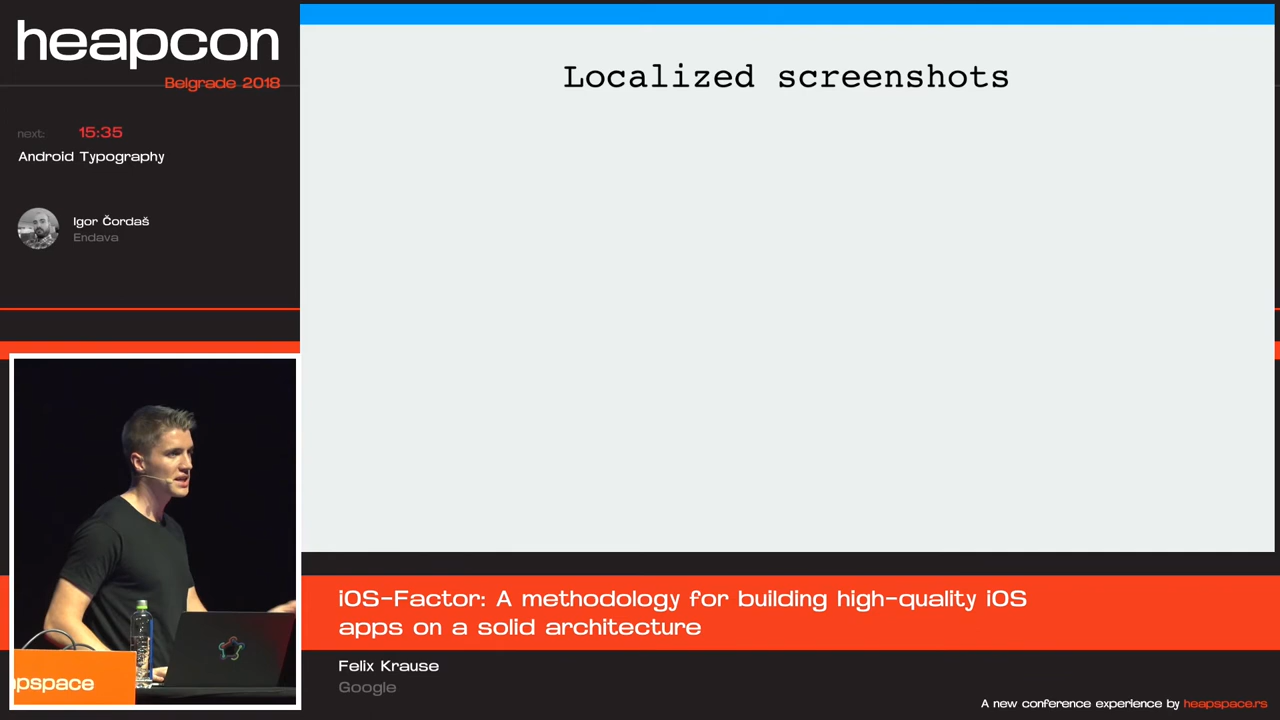 heapcon
Belgrade 2018
next: 15:35
Android Typography
Igor Čordaš
Endava
Localized screenshots
apspace
iOS-Factor: A methodology for building high-quality iOS
apps on a solid architecture
Felix Krause
Google
A new conference experience by heapspace.rs